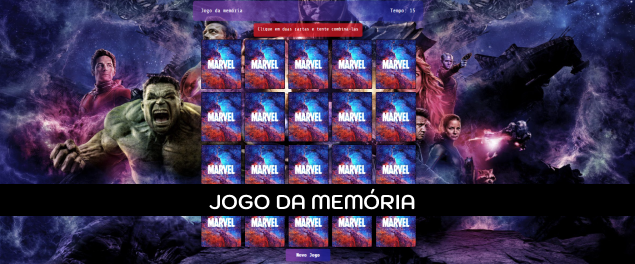 Jogo da memória
Tempo: 15
Clique em duas cartas e tente combiná-las
MARVEL MARVEL MARVEL MARVEL MARVEL
MARVEL MARVEL MARVEL MARVEL MARVEL
MARVEL MARVEL MARVEL MARVEL MARVEL
JOGO DA MEMÓRIA
MARVEL MARVEL MARVEL MARVEL MARVEL
Novo Jogo